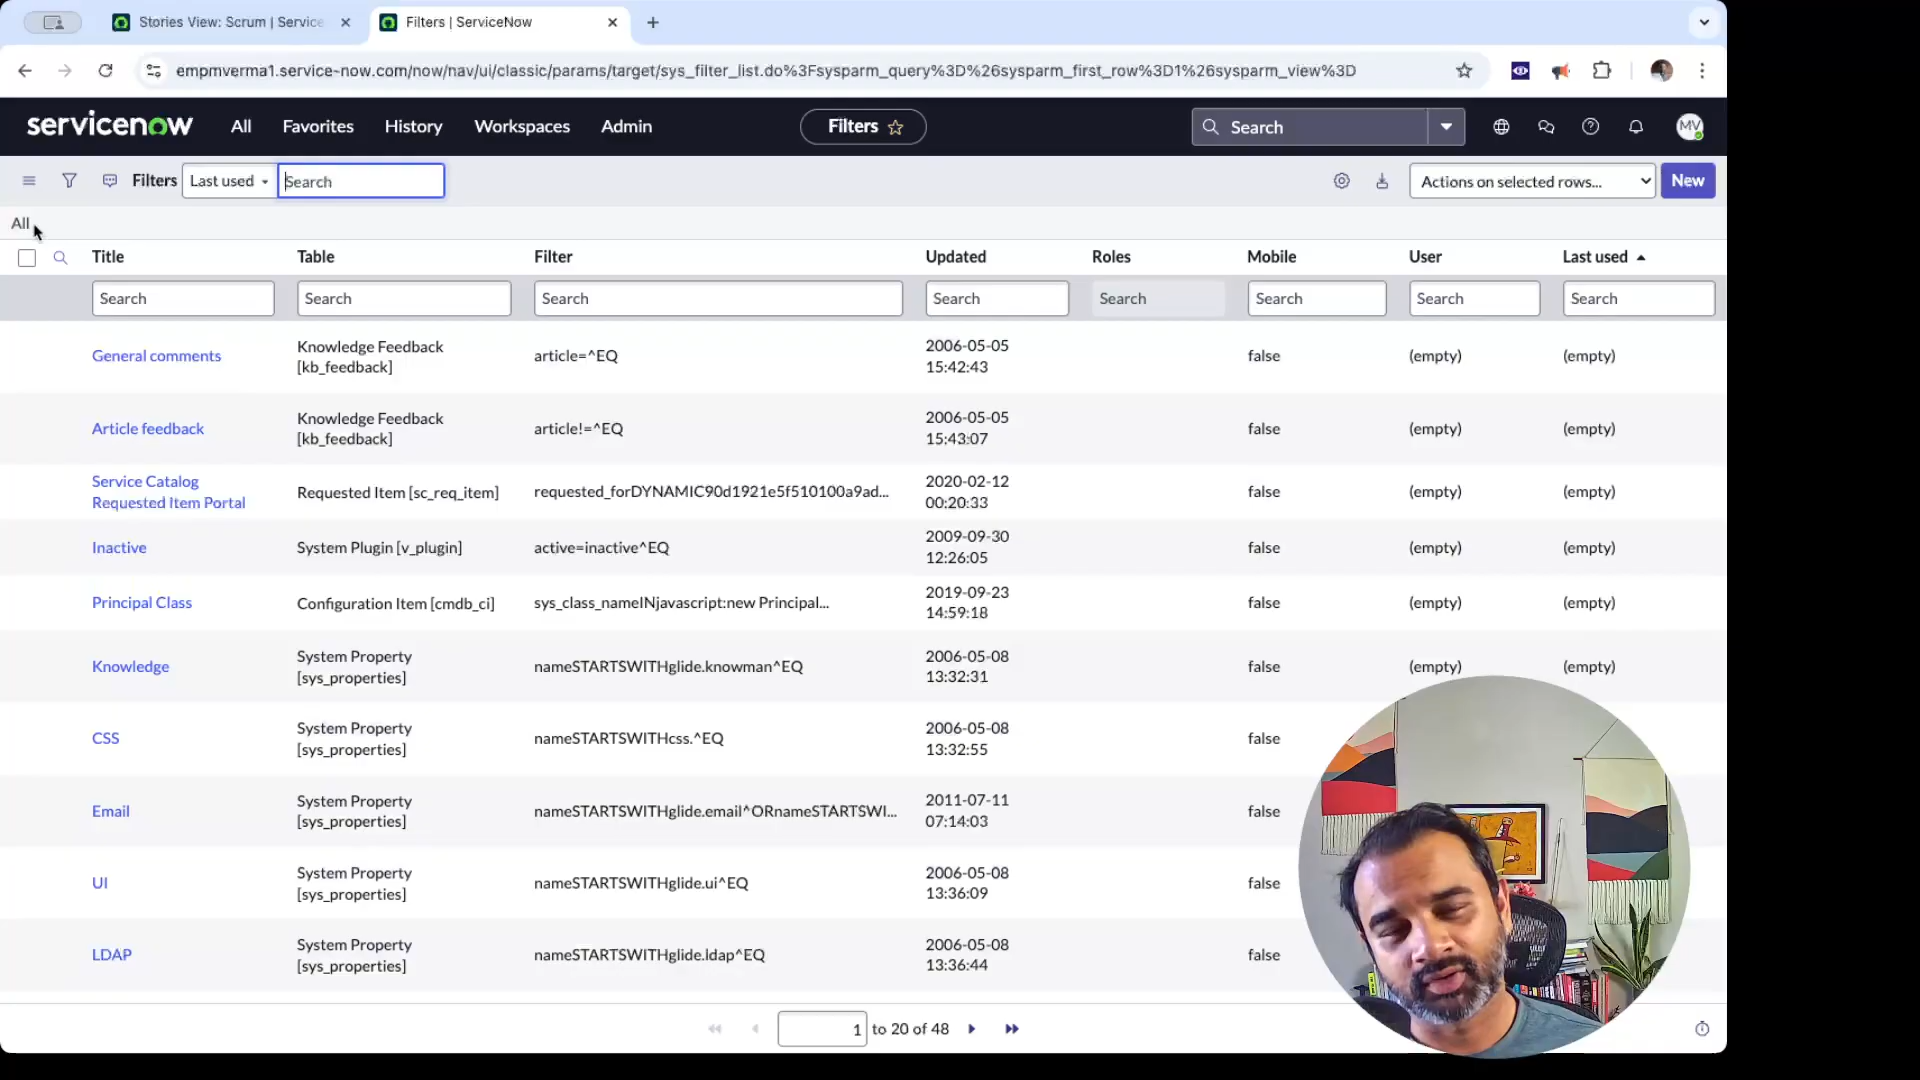 Stories View: Scrum | Service
Filters | ServiceNow
empmverma1.service-now.com/now/nav/ui/classic/params/target/sys_filter_list.do%3Fsysparm_query%3D%26sysparm_first_row%3D1%26sysparm_view%3D
servicenow All Favorites History Workspaces Admin Filters Search MV
Filters Last used Search Actions on selected rows... New
All
Title Table Filter Updated Roles Mobile User Last used
Search Search Search Search Search Search Search Search
General comments Knowledge Feedback [kb_feedback] article=^EQ 2006-05-05 15:42:43 false (empty) (empty)
Article feedback Knowledge Feedback [kb_feedback] article!=^EQ 2006-05-05 15:43:07 false (empty) (empty)
Service Catalog Requested Item Portal Requested Item [sc_req_item] requested_forDYNAMIC90d1921e5f510100a9ad... 2020-02-12 00:20:33 false (empty) (empty)
Inactive System Plugin [v_plugin] active=inactive^EQ 2009-09-30 12:26:05 false (empty) (empty)
Principal Class Configuration Item [cmdb_ci] sys_class_nameINjavascript:new Principal... 2019-09-23 14:59:18 false (empty) (empty)
Knowledge System Property [sys_properties] nameSTARTSWITHglide.knowman^EQ 2006-05-08 13:32:31 false (empty) (empty)
CSS System Property [sys_properties] nameSTARTSWITHcss.^EQ 2006-05-08 13:32:55 false
Email System Property [sys_properties] nameSTARTSWITHglide.email^ORnameSTARTSWI... 2011-07-11 07:14:03 false
UI System Property [sys_properties] nameSTARTSWITHglide.ui^EQ 2006-05-08 13:36:09 false
LDAP System Property [sys_properties] nameSTARTSWITHglide.ldap^EQ 2006-05-08 13:36:44 false
1 to 20 of 48